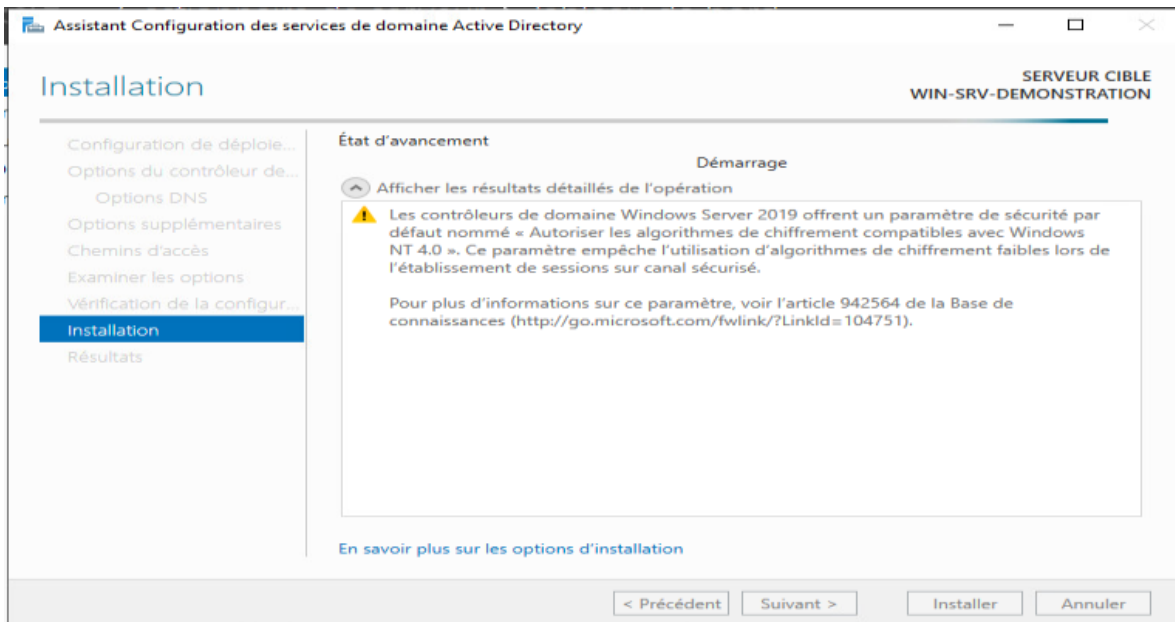 Assistant Configuration des services de domaine Active Directory
Installation
SERVEUR CIBLE
WIN-SRV-DEMONSTRATION
Configuration de déploie...
Options du contrôleur de...
Options DNS
Options supplémentaires
Chemins d'accès
Examiner les options
Vérification de la configur...
Installation
Résultats
État d'avancement
Démarrage
Afficher les résultats détaillés de l'opération
Les contrôleurs de domaine Windows Server 2019 offrent un paramètre de sécurité par
défaut nommé « Autoriser les algorithmes de chiffrement compatibles avec Windows
NT 4.0 ». Ce paramètre empêche l'utilisation d'algorithmes de chiffrement faibles lors de
l'établissement de sessions sur canal sécurisé.
Pour plus d'informations sur ce paramètre, voir l'article 942564 de la Base de
connaissances (http://go.microsoft.com/fwlink/?LinkId=104751).
En savoir plus sur les options d'installation
< Précédent
Suivant >
Installer
Annuler